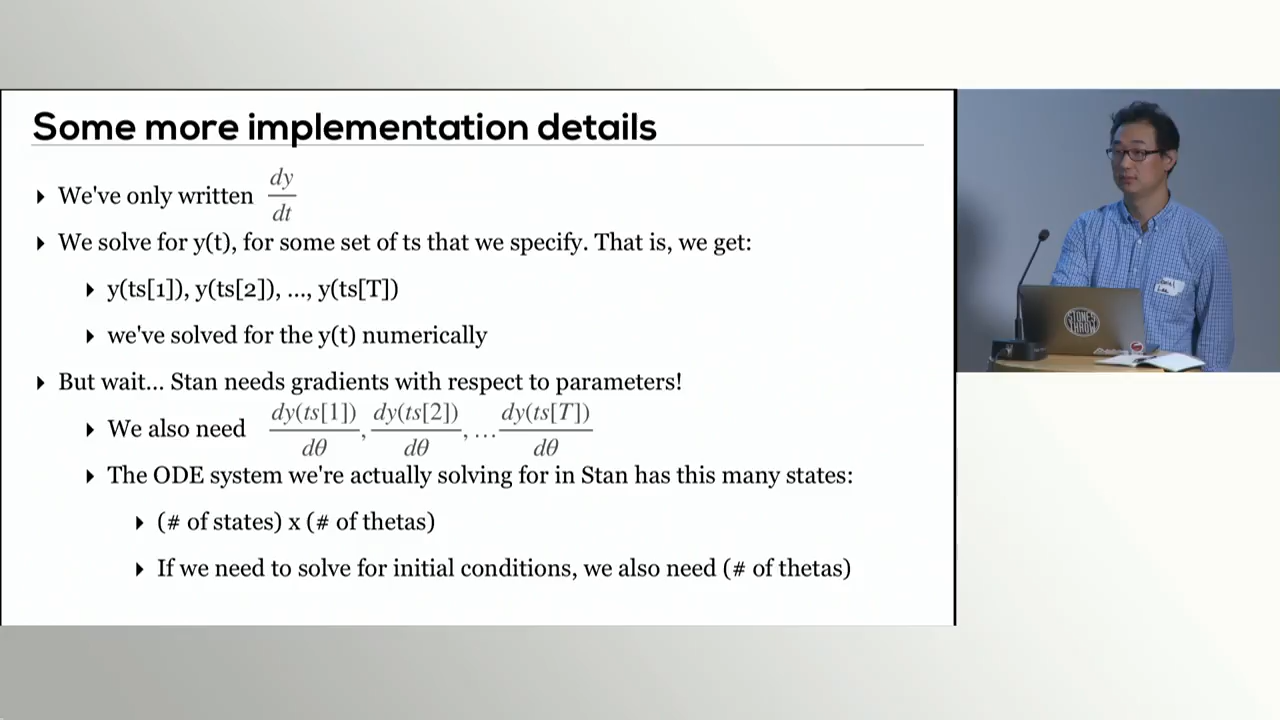 Some more implementation details
‣ We've only written dy/dt
‣ We solve for y(t), for some set of ts that we specify. That is, we get:
‣ y(ts[1]), y(ts[2]), ..., y(ts[T])
‣ we've solved for the y(t) numerically
‣ But wait... Stan needs gradients with respect to parameters!
‣ We also need dy(ts[1])/dθ, dy(ts[2])/dθ, ... dy(ts[T])/dθ
‣ The ODE system we're actually solving for in Stan has this many states:
‣ (# of states) x (# of thetas)
‣ If we need to solve for initial conditions, we also need (# of thetas)
STONES
THROW
Daniel
Lee